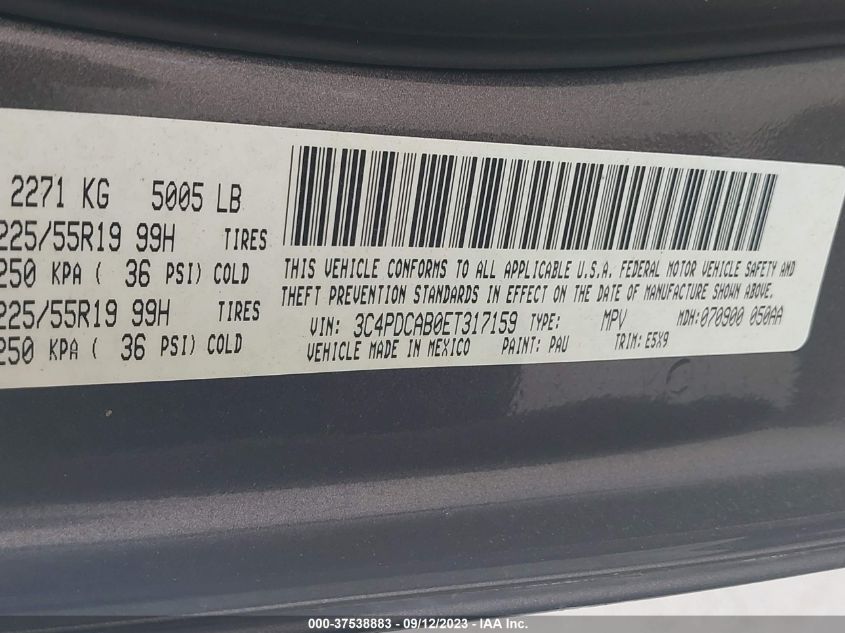 2271 KG 5005 LB
225/55R19 99H TIRES
250 KPA ( 36 PSI) COLD
225/55R19 99H TIRES
250 KPA ( 36 PSI) COLD
THIS VEHICLE CONFORMS TO ALL APPLICABLE U.S.A. FEDERAL MOTOR VEHICLE SAFETY AND
THEFT PREVENTION STANDARDS IN EFFECT ON THE DATE OF MANUFACTURE SHOWN ABOVE.
VIN: 3C4PDCAB0ET317159 TYPE: MPV MDH:070900 050AA
VEHICLE MADE IN MEXICO PAINT: PAU TRIM: E5X9
000-37538883 - 09/12/2023 - IAA Inc.